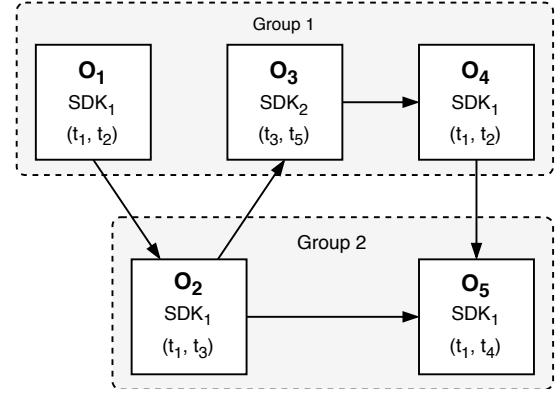 Group 1
O₁
SDK₁
(t₁, t₂)
O₃
SDK₂
(t₃, t₅)
O₄
SDK₁
(t₁, t₂)
Group 2
O₂
SDK₁
(t₁, t₃)
O₅
SDK₁
(t₁, t₄)